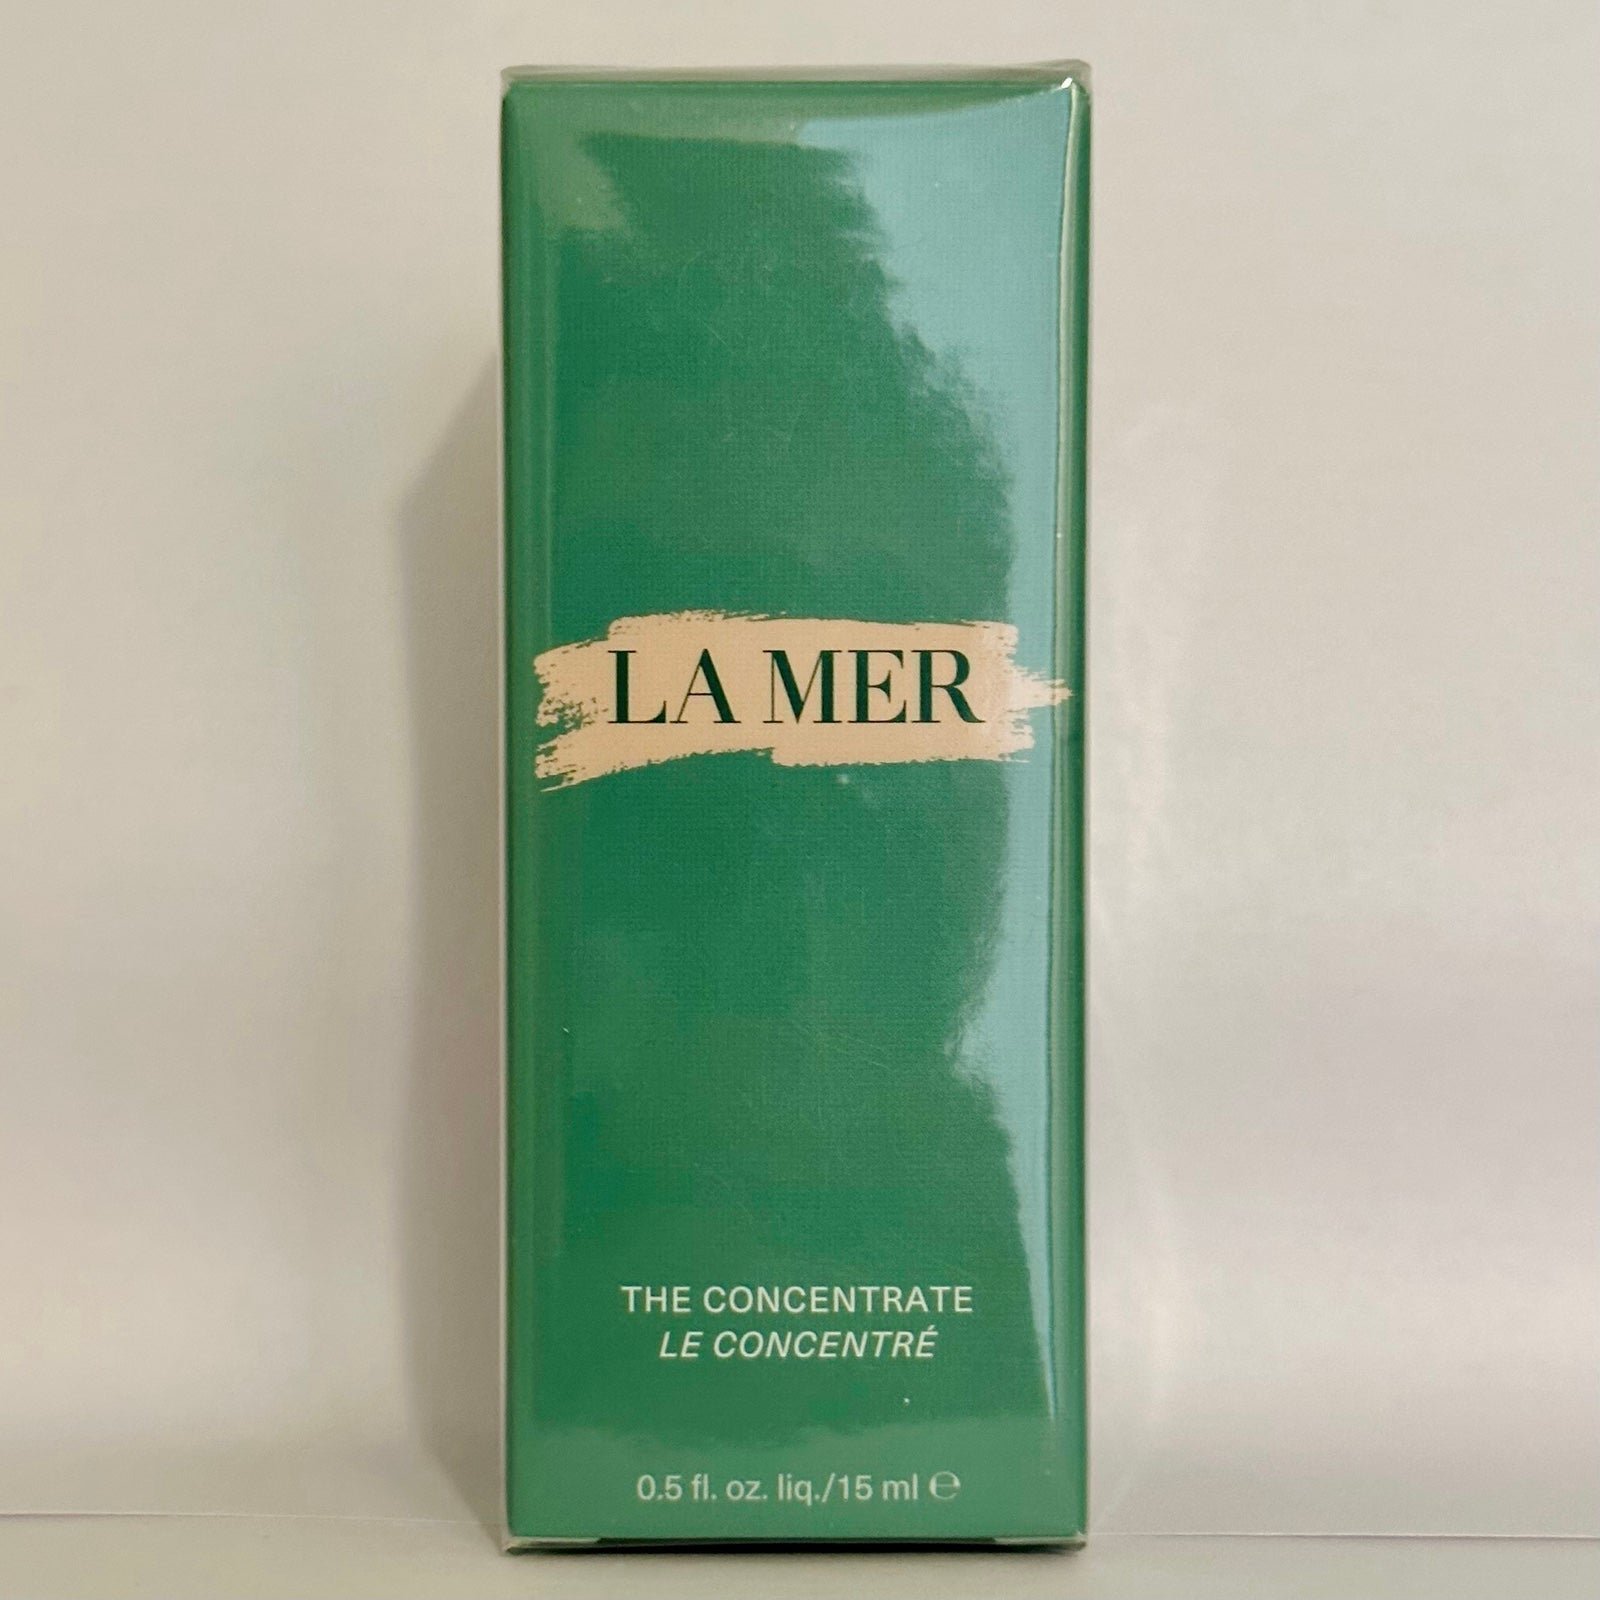 LA MER
THE CONCENTRATE
LE CONCENTRÉ
0.5 fl. oz. liq./15 ml ℮